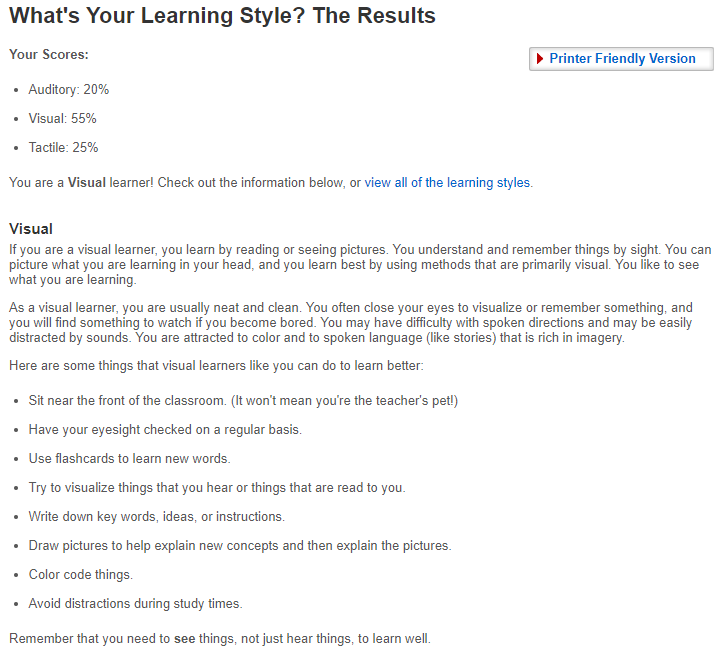 What's Your Learning Style? The Results
Your Scores:
Printer Friendly Version
Auditory: 20%
Visual: 55%
Tactile: 25%
You are a Visual learner! Check out the information below, or view all of the learning styles.
Visual
If you are a visual learner, you learn by reading or seeing pictures. You understand and remember things by sight. You can
picture what you are learning in your head, and you learn best by using methods that are primarily visual. You like to see
what you are learning.
As a visual learner, you are usually neat and clean. You often close your eyes to visualize or remember something, and
you will find something to watch if you become bored. You may have difficulty with spoken directions and may be easily
distracted by sounds. You are attracted to color and to spoken language (like stories) that is rich in imagery.
Here are some things that visual learners like you can do to learn better:
Sit near the front of the classroom. (It won't mean you're the teacher's pet!)
Have your eyesight checked on a regular basis.
Use flashcards to learn new words.
Try to visualize things that you hear or things that are read to you.
Write down key words, ideas, or instructions.
Draw pictures to help explain new concepts and then explain the pictures.
Color code things.
Avoid distractions during study times.
Remember that you need to see things, not just hear things, to learn well.